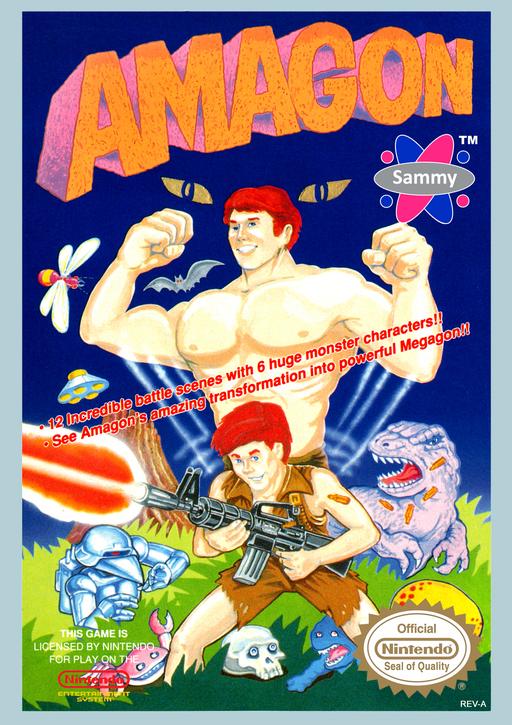 AMAGON
TM
Sammy
• 12 Incredible battle scenes with 6 huge monster characters!!
• See Amagon's amazing transformation into powerful Megagon!!
THIS GAME IS
LICENSED BY NINTENDO
FOR PLAY ON THE
Nintendo
ENTERTAINMENT
SYSTEM
Official
Nintendo
Seal of Quality
®
REV-A